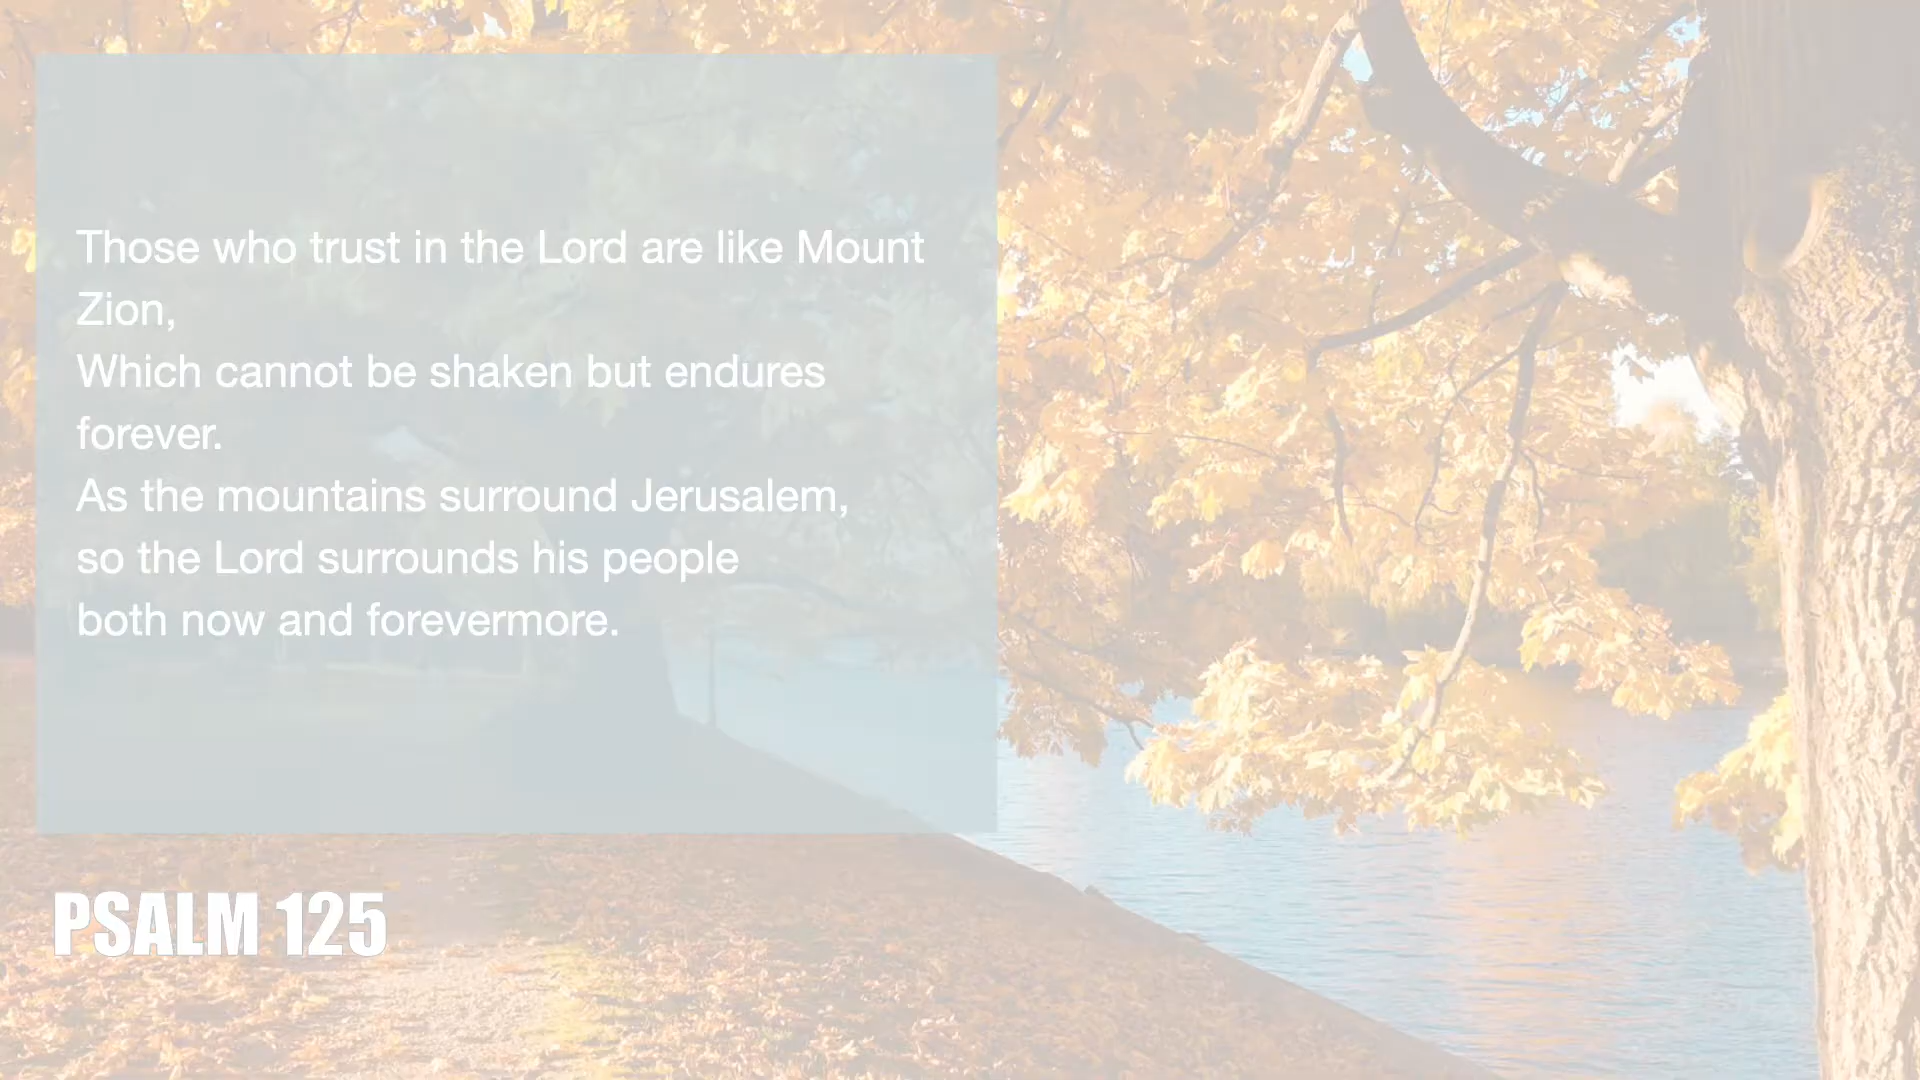 Those who trust in the Lord are like Mount
Zion,
Which cannot be shaken but endures
forever.
As the mountains surround Jerusalem,
so the Lord surrounds his people
both now and forevermore.
PSALM 125